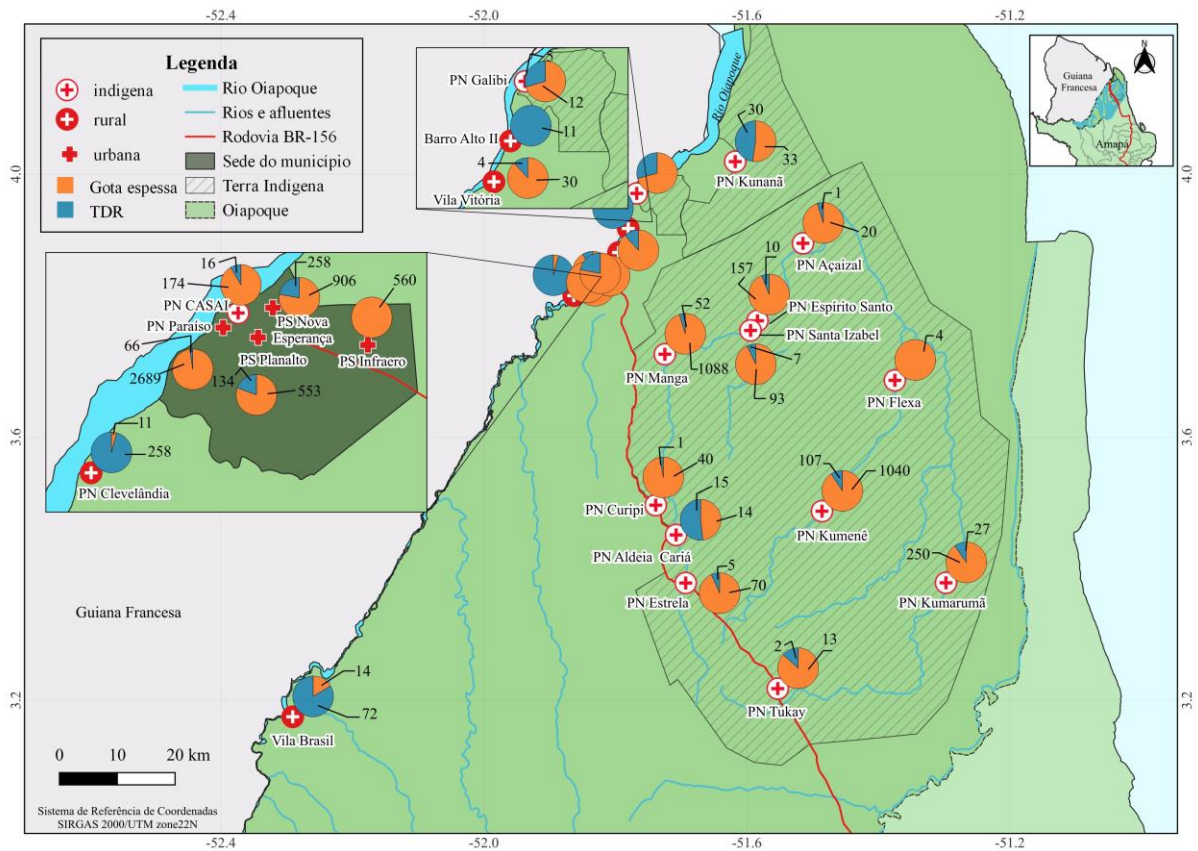 -52.4
-52.0
-51.6
-51.2
Legenda
indigena
rural
urbana
Gota espessa
TDR
Rio Oiapoque
Rios e afluentes
Rodovia BR-156
Sede do município
Terra Indigena
Oiapoque
PN Galibi
5
12
Barro Alto II
11
4
30
Vila Vitória
Rio Oiapoque
30
33
PN Kunanã
N
Guiana
Francesa
Amapá
4.0
4.0
1
20
PN Açaizal
10
157
PN Espírito Santo
PN Santa Izabel
52
1088
PN Manga
7
93
4
PN Flexa
16
174
PN CASAI
258
906
PS Nova
Esperança
560
PS Infraero
PN Paraíso
66
2689
PS Planalto
134
553
11
258
PN Clevelândia
3.6
3.6
1
40
PN Curipi
15
14
PN Aldeia Cariá
107
1040
PN Kumenê
27
250
PN Kumarumã
5
70
PN Estrela
Guiana Francesa
2
13
PN Tukay
14
72
Vila Brasil
3.2
3.2
0 10 20 km
Sistema de Referência de Coordenadas
SIRGAS 2000/UTM zone22N
-52.4
-52.0
-51.6
-51.2